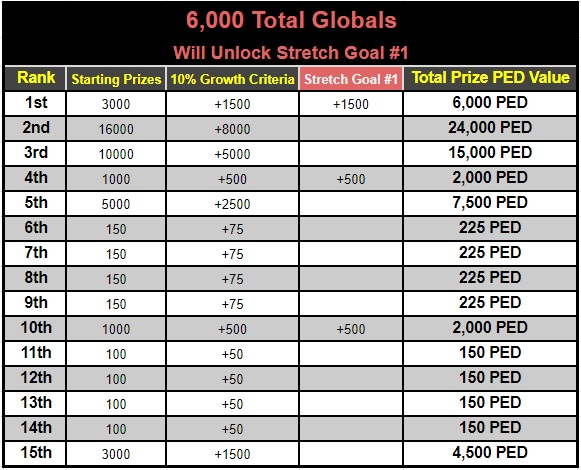 6,000 Total Globals
Will Unlock Stretch Goal #1
Rank Starting Prizes 10% Growth Criteria Stretch Goal #1 Total Prize PED Value
1st 3000 +1500 +1500 6,000 PED
2nd 16000 +8000 24,000 PED
3rd 10000 +5000 15,000 PED
4th 1000 +500 +500 2,000 PED
5th 5000 +2500 7,500 PED
6th 150 +75 225 PED
7th 150 +75 225 PED
8th 150 +75 225 PED
9th 150 +75 225 PED
10th 1000 +500 +500 2,000 PED
11th 100 +50 150 PED
12th 100 +50 150 PED
13th 100 +50 150 PED
14th 100 +50 150 PED
15th 3000 +1500 4,500 PED